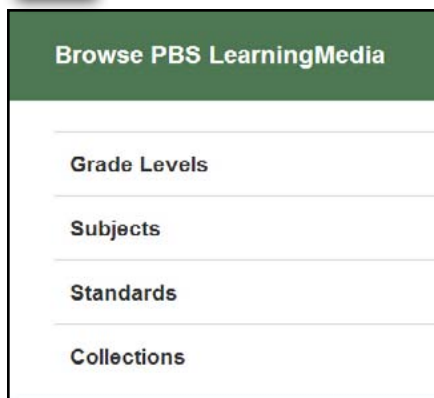 Browse PBS LearningMedia
Grade Levels
Subjects
Standards
Collections